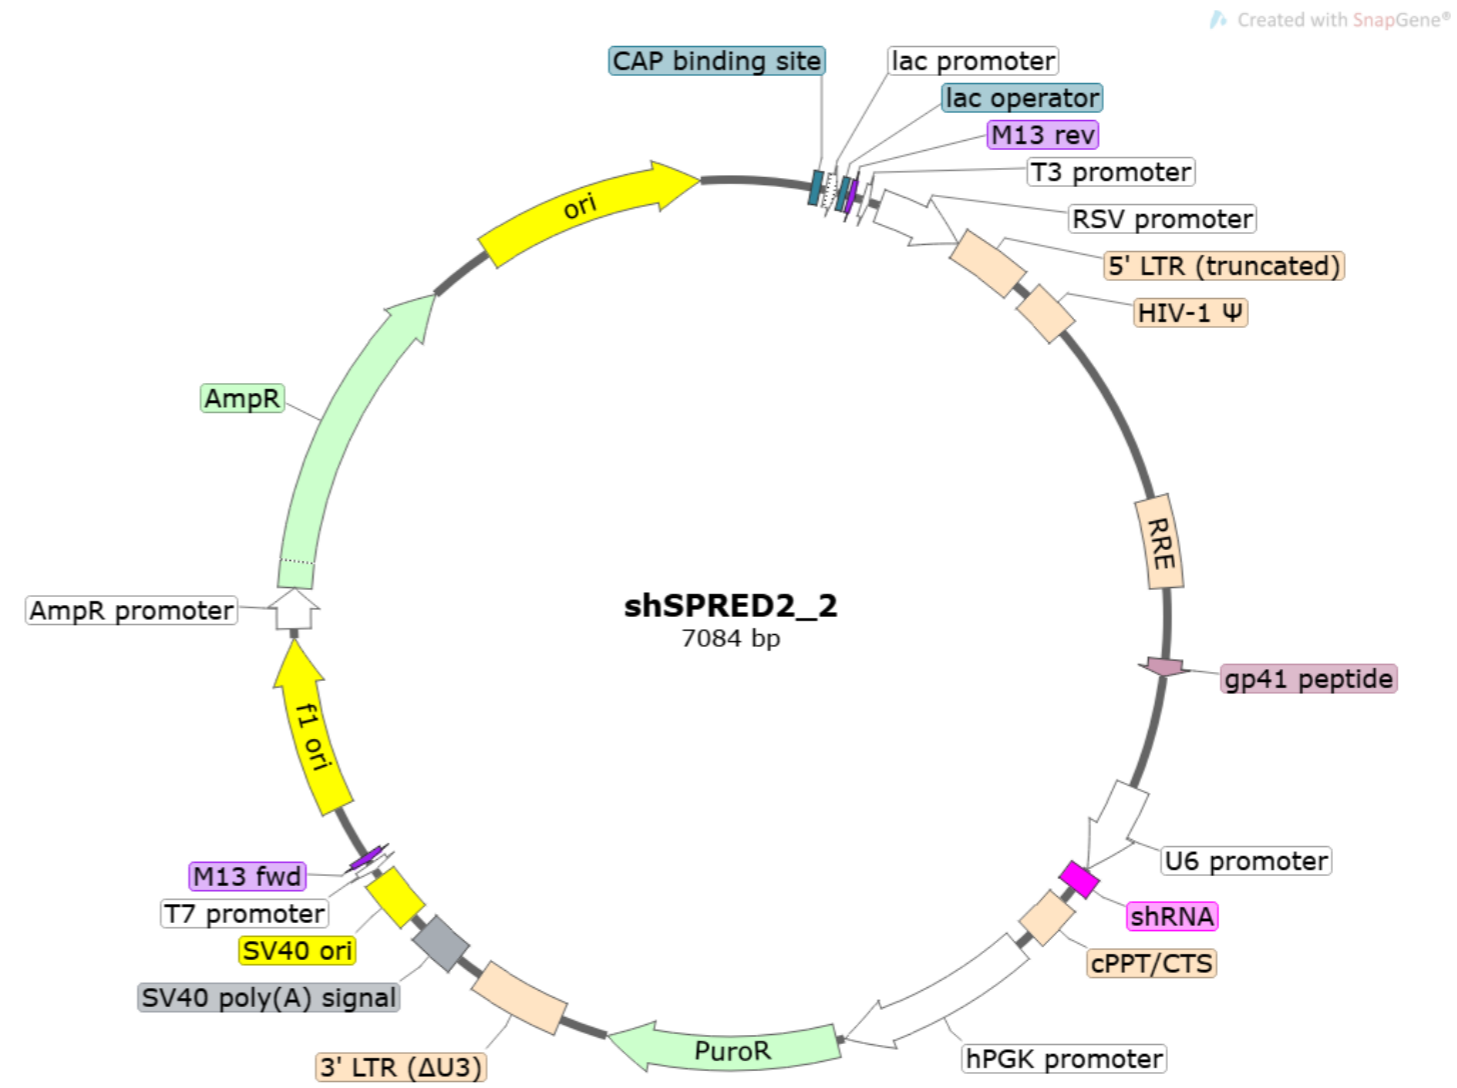 Created with SnapGene®
CAP binding site
lac promoter
lac operator
M13 rev
T3 promoter
RSV promoter
5' LTR (truncated)
HIV-1 Ψ
RRE
gp41 peptide
U6 promoter
shRNA
cPPT/CTS
hPGK promoter
PuroR
3' LTR (ΔU3)
SV40 poly(A) signal
SV40 ori
T7 promoter
M13 fwd
f1 ori
AmpR promoter
AmpR
ori
shSPRED2_2
7084 bp